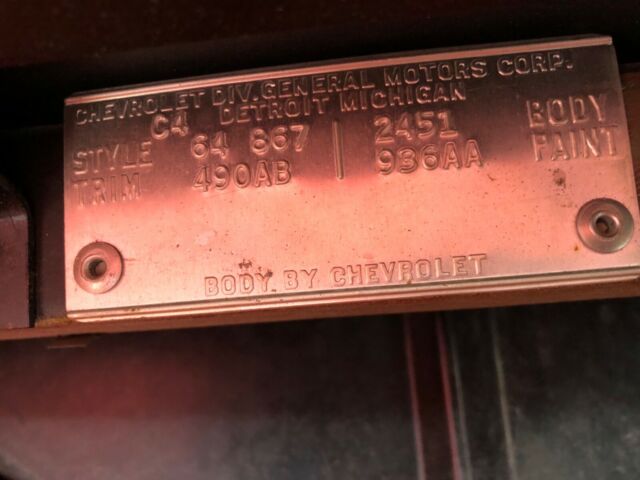 CHEVROLET DIV. GENERAL MOTORS CORP.
C4 DETROIT MICHIGAN
STYLE 64 867 | 2451 BODY
TRIM 490AB | 936AA PAINT
BODY BY CHEVROLET